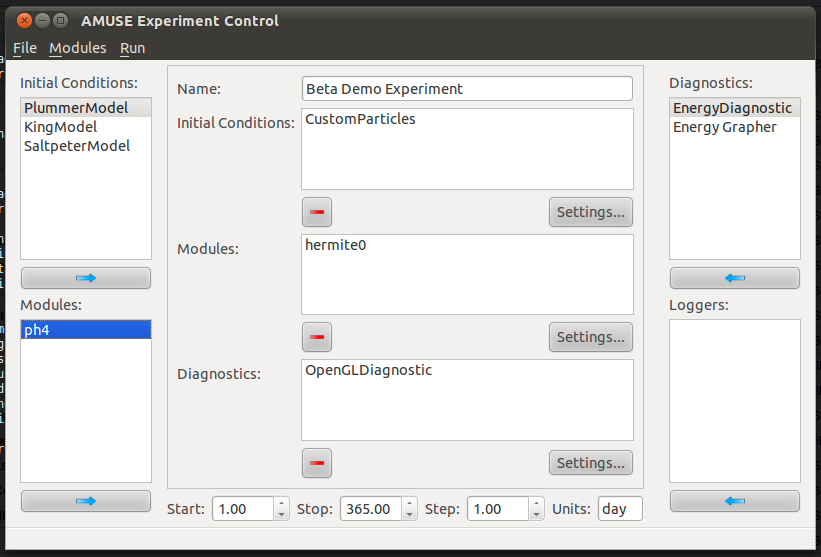 AMUSE Experiment Control
File Modules Run
Initial Conditions:
PlummerModel
KingModel
SaltpeterModel
Modules:
ph4
Name: Beta Demo Experiment
Initial Conditions: CustomParticles
Settings...
Modules: hermite0
Settings...
Diagnostics: OpenGLDiagnostic
Settings...
Start: 1.00 Stop: 365.00 Step: 1.00 Units: day
Diagnostics:
EnergyDiagnostic
Energy Grapher
Loggers: